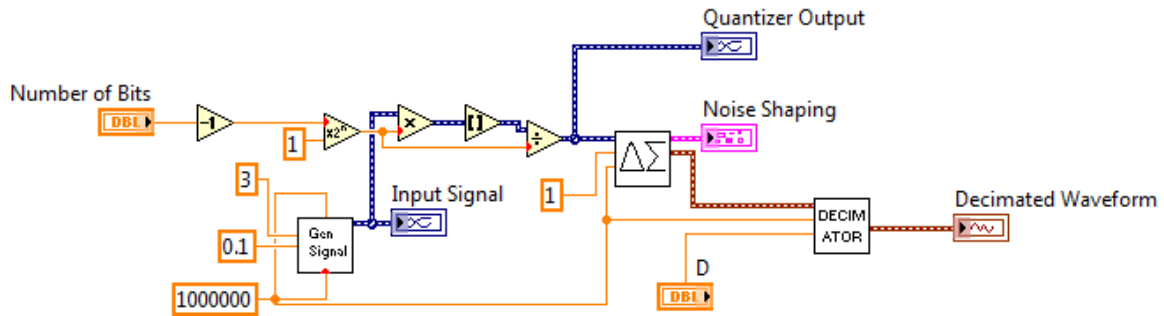 Quantizer Output
Number of Bits
DBL
-1
x2ⁿ
1
×
[ ]
÷
Noise Shaping
ΔΣ
1
3
0.1
1000000
Gen
Signal
Input Signal
DECIM
ATOR
Decimated Waveform
D
DBL